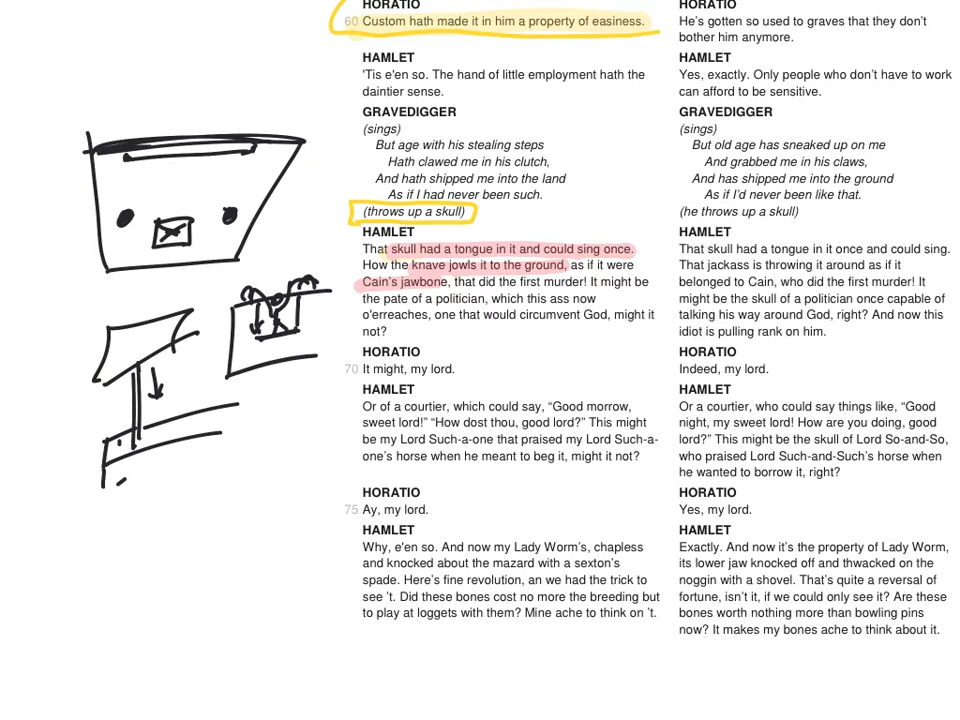 HORATIO
60 Custom hath made it in him a property of easiness.
HAMLET
'Tis e'en so. The hand of little employment hath the
daintier sense.
GRAVEDIGGER
(sings)
But age with his stealing steps
Hath clawed me in his clutch,
And hath shipped me into the land
As if I had never been such.
(throws up a skull)
HAMLET
That skull had a tongue in it and could sing once.
How the knave jowls it to the ground, as if it were
Cain's jawbone, that did the first murder! It might be
the pate of a politician, which this ass now
o'erreaches, one that would circumvent God, might it
not?
HORATIO
70 It might, my lord.
HAMLET
Or of a courtier, which could say, “Good morrow,
sweet lord!” “How dost thou, good lord?” This might
be my Lord Such-a-one that praised my Lord Such-a-
one’s horse when he meant to beg it, might it not?
HORATIO
75 Ay, my lord.
HAMLET
Why, e'en so. And now my Lady Worm’s, chapless
and knocked about the mazard with a sexton’s
spade. Here’s fine revolution, an we had the trick to
see ’t. Did these bones cost no more the breeding but
to play at loggets with them? Mine ache to think on ’t.
HORATIO
He’s gotten so used to graves that they don’t
bother him anymore.
HAMLET
Yes, exactly. Only people who don’t have to work
can afford to be sensitive.
GRAVEDIGGER
(sings)
But old age has sneaked up on me
And grabbed me in his claws,
And has shipped me into the ground
As if I’d never been like that.
(he throws up a skull)
HAMLET
That skull had a tongue in it once and could sing.
That jackass is throwing it around as if it
belonged to Cain, who did the first murder! It
might be the skull of a politician once capable of
talking his way around God, right? And now this
idiot is pulling rank on him.
HORATIO
Indeed, my lord.
HAMLET
Or a courtier, who could say things like, “Good
night, my sweet lord! How are you doing, good
lord?” This might be the skull of Lord So-and-So,
who praised Lord Such-and-Such’s horse when
he wanted to borrow it, right?
HORATIO
Yes, my lord.
HAMLET
Exactly. And now it’s the property of Lady Worm,
its lower jaw knocked off and thwacked on the
noggin with a shovel. That’s quite a reversal of
fortune, isn’t it, if we could only see it? Are these
bones worth nothing more than bowling pins
now? It makes my bones ache to think about it.